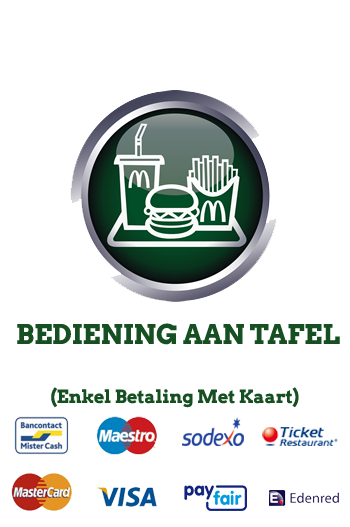 BEDIENING AAN TAFEL
(Enkel Betaling Met Kaart)
Bancontact
Mister Cash
Maestro
sodexo
Ticket
Restaurant®
MasterCard
VISA
payfair
Edenred